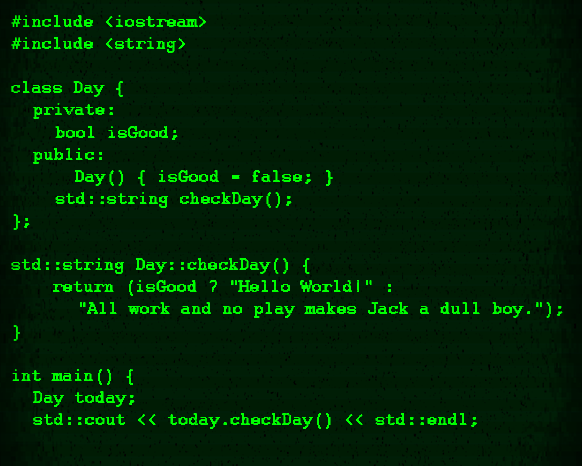 #include <iostream>
#include <string>
class Day {
private:
bool isGood;
public:
Day() { isGood = false; }
std::string checkDay();
};
std::string Day::checkDay() {
return (isGood ? "Hello World!" :
"All work and no play makes Jack a dull boy.");
}
int main() {
Day today;
std::cout << today.checkDay() << std::endl;